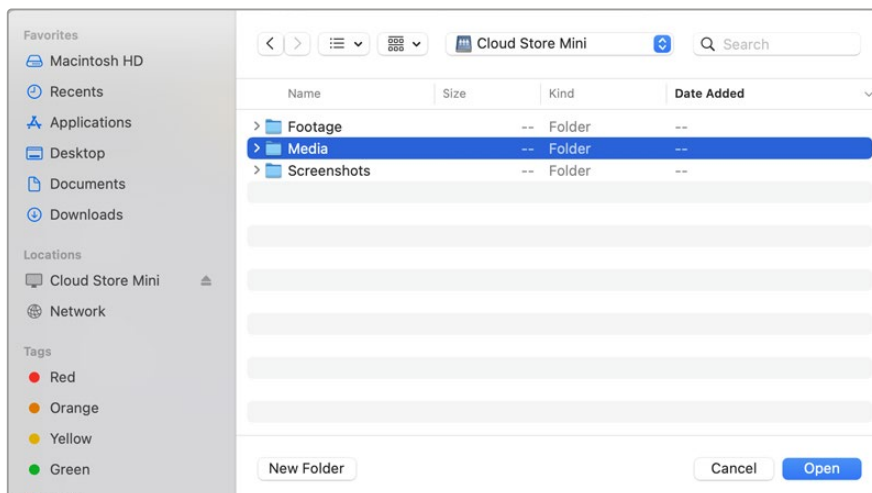 Favorites
Macintosh HD
Recents
Applications
Desktop
Documents
Downloads
Locations
Cloud Store Mini
Network
Tags
Red
Orange
Yellow
Green
Cloud Store Mini
Search
Name Size Kind Date Added
Footage -- Folder --
Media -- Folder --
Screenshots -- Folder --
New Folder Cancel Open